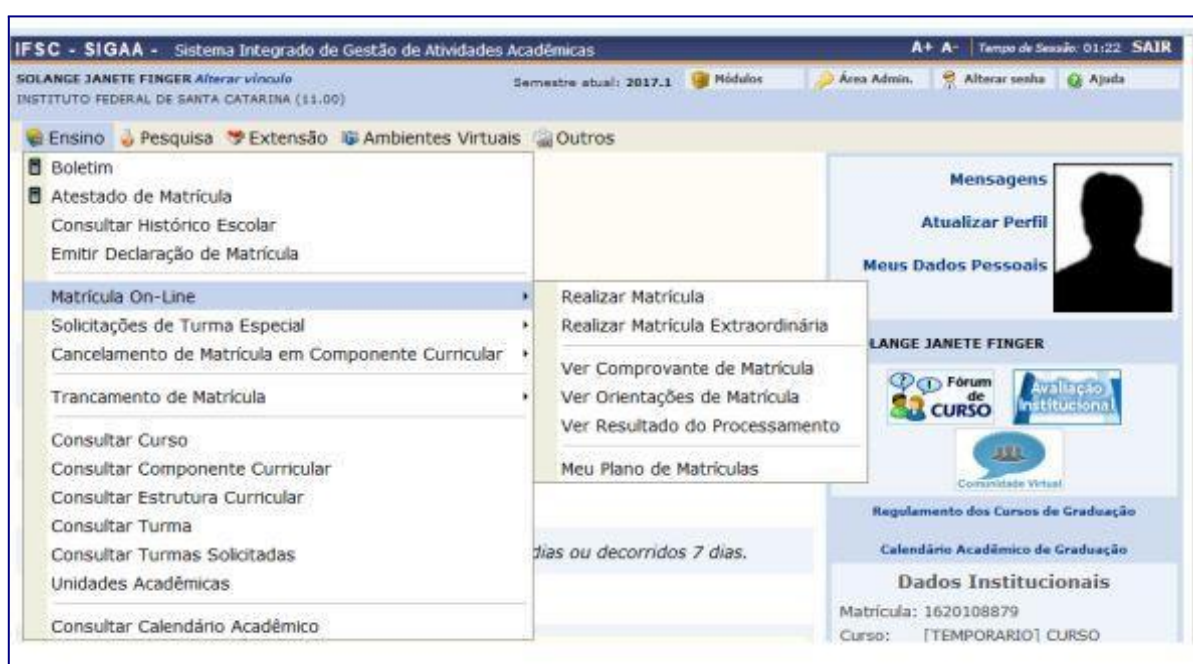 IFSC - SIGAA - Sistema Integrado de Gestão de Atividades Acadêmicas A+ A- Tempo de Sessão: 01:22 SAIR
SOLANGE JANETE FINGER Alterar vínculo Semestre atual: 2017.1 Módulos Área Admin. Alterar senha Ajuda
INSTITUTO FEDERAL DE SANTA CATARINA (11.00)
Ensino Pesquisa Extensão Ambientes Virtuais Outros
Boletim
Atestado de Matrícula
Consultar Histórico Escolar
Emitir Declaração de Matrícula
Matrícula On-Line
Solicitações de Turma Especial
Cancelamento de Matrícula em Componente Curricular
Trancamento de Matrícula
Consultar Curso
Consultar Componente Curricular
Consultar Estrutura Curricular
Consultar Turma
Consultar Turmas Solicitadas
Unidades Acadêmicas
Consultar Calendário Acadêmico
Realizar Matrícula
Realizar Matrícula Extraordinária
Ver Comprovante de Matrícula
Ver Orientações de Matrícula
Ver Resultado do Processamento
Meu Plano de Matrículas
dias ou decorridos 7 dias.
Mensagens
Atualizar Perfil
Meus Dados Pessoais
LANGE JANETE FINGER
Fórum
de
CURSO
Avaliação
Institucional
Comunidade Virtual
Regulamento dos Cursos de Graduação
Calendário Acadêmico de Graduação
Dados Institucionais
Matrícula: 1620108879
Curso: [TEMPORARIO] CURSO